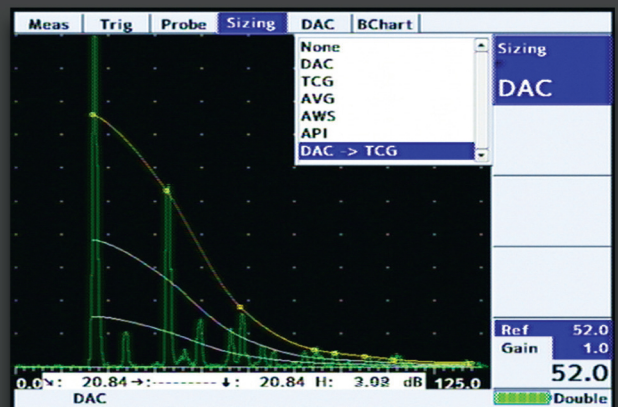 Meas Trig Probe Sizing DAC BChart
None
DAC
TCG
AVG
AWS
API
DAC -> TCG
Sizing
DAC
Ref 52.0
Gain 1.0
52.0
0.0 : 20.84 →: -------- : 20.84 H: 3.98 dB 125.0
DAC
Double